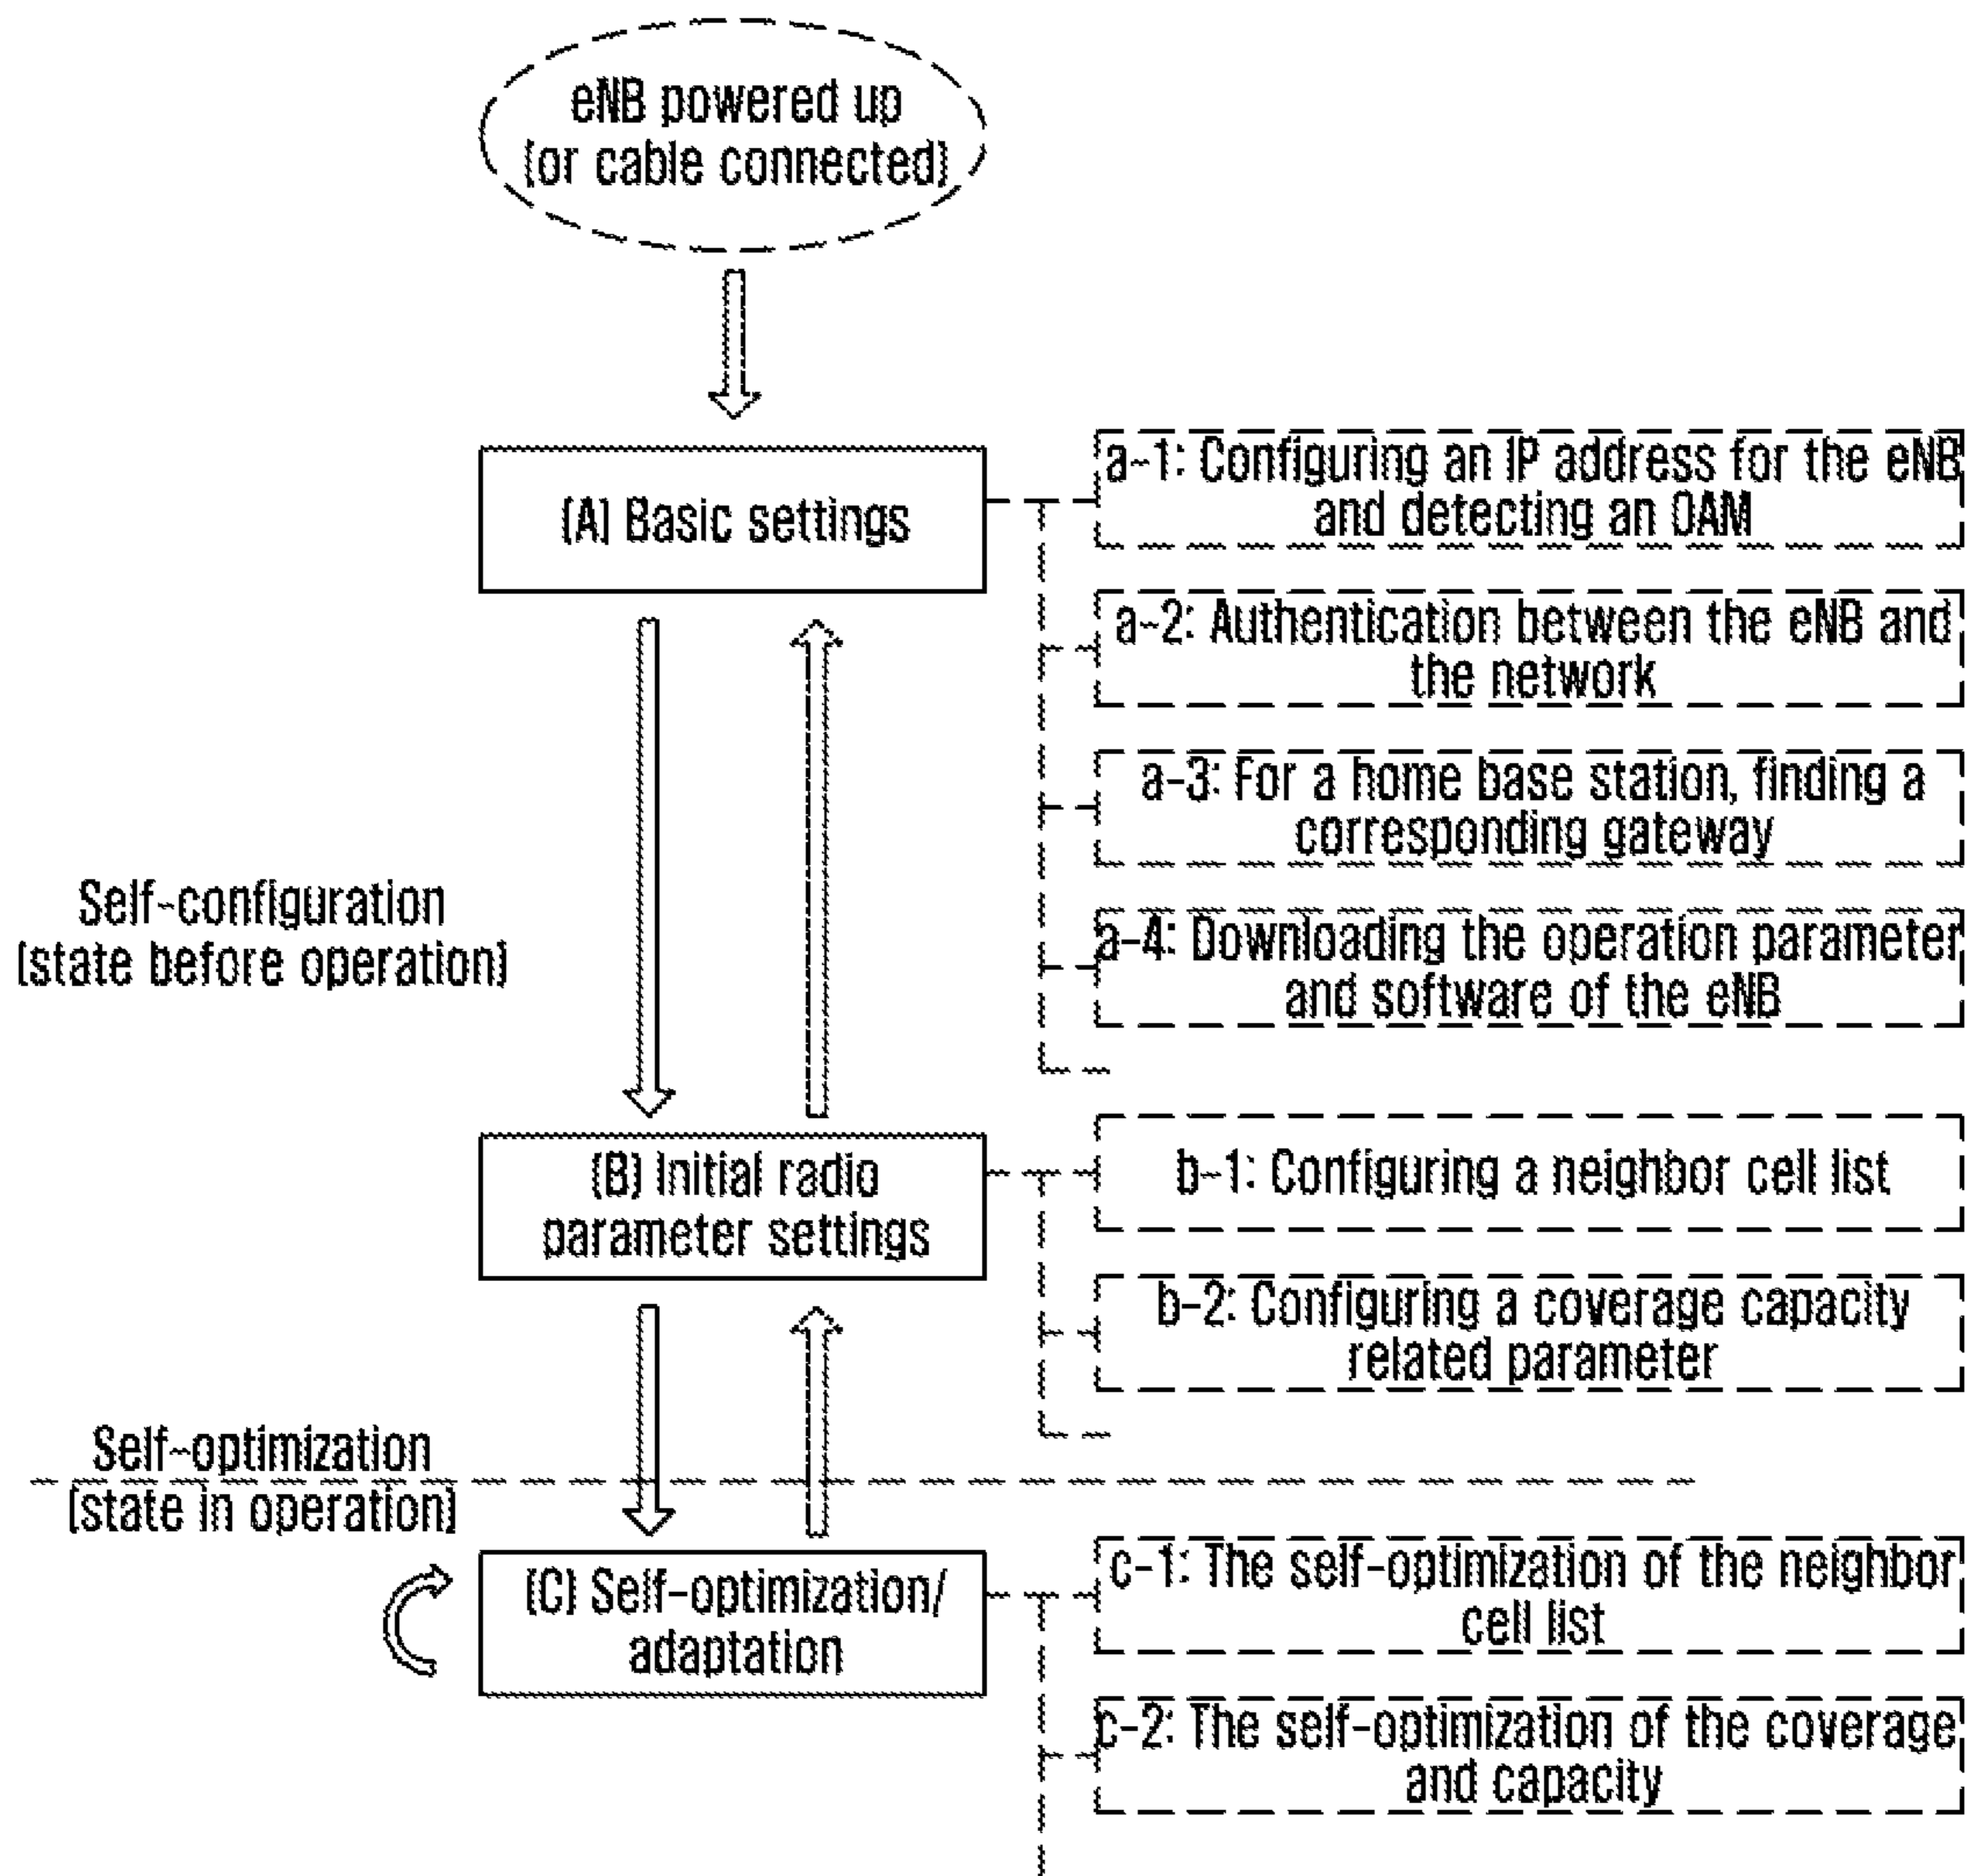 eNB powered up
(or cable connected)
(A) Basic settings
a-1: Configuring an IP address for the eNB
and detecting an OAM
a-2: Authentication between the eNB and
the network
a-3: For a home base station, finding a
corresponding gateway
a-4: Downloading the operation parameter
and software of the eNB
Self-configuration
(state before operation)
(B) Initial radio
parameter settings
b-1: Configuring a neighbor cell list
b-2: Configuring a coverage capacity
related parameter
Self-optimization
(state in operation)
(C) Self-optimization/
adaptation
c-1: The self-optimization of the neighbor
cell list
c-2: The self-optimization of the coverage
and capacity